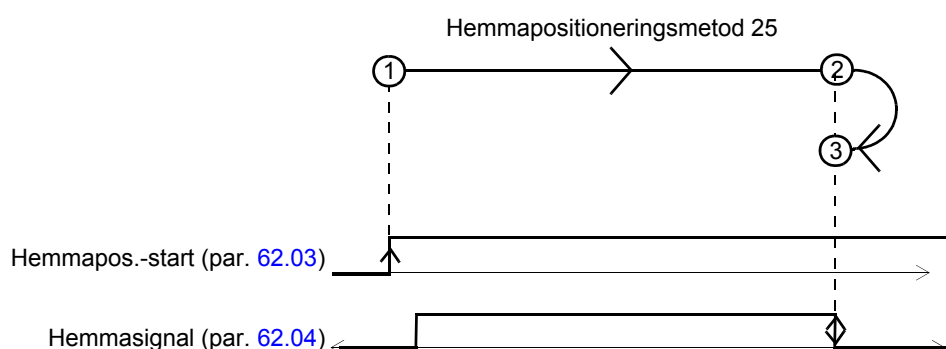 Hemmapositioneringsmetod 25
1
2
3
Hemmapos.-start (par. 62.03)
Hemmasignal (par. 62.04)